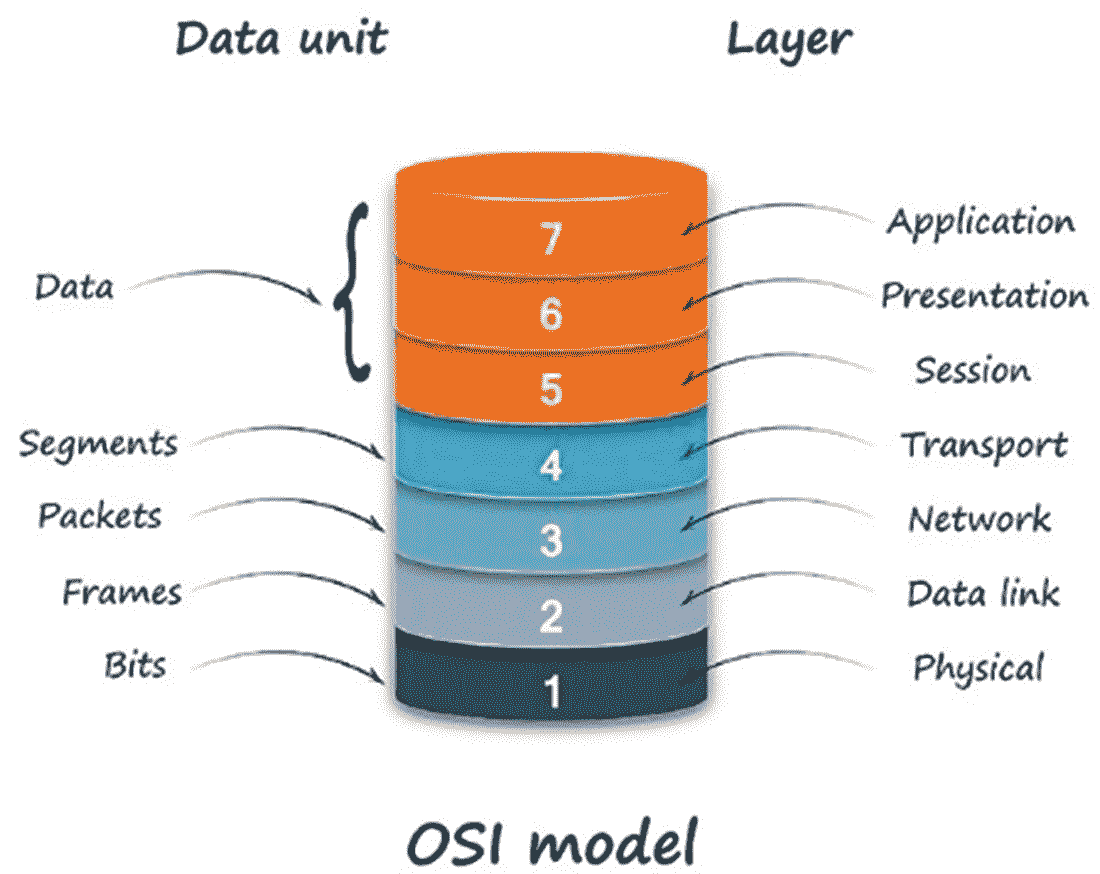 Data unit
Layer
7
Application
Data
6
Presentation
5
Session
Segments
4
Transport
Packets
3
Network
Frames
2
Data link
Bits
1
Physical
OSI model